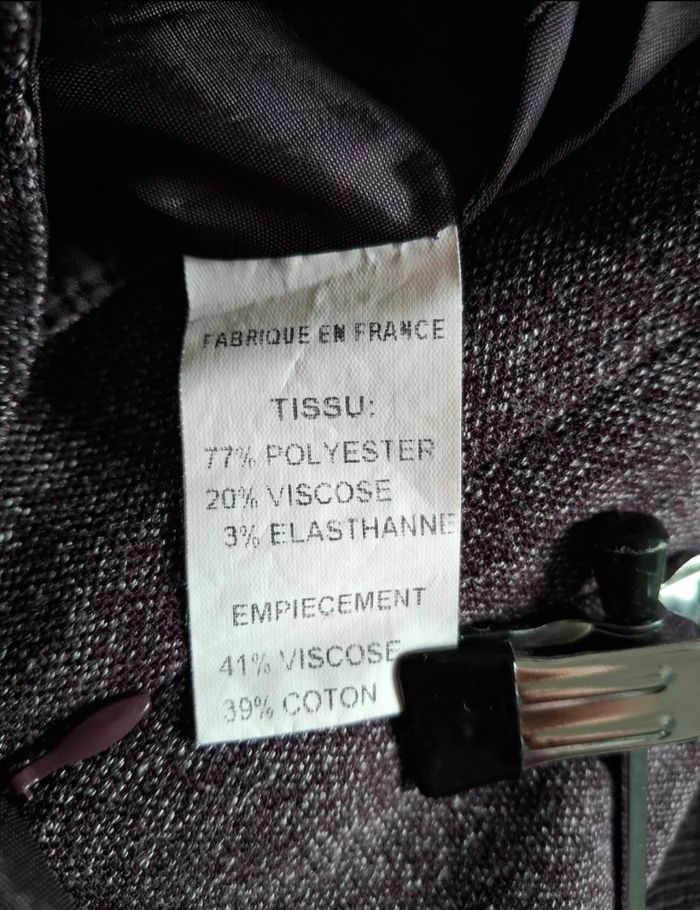 FABRIQUE EN FRANCE
TISSU:
77% POLYESTER
20% VISCOSE
3% ELASTHANNE
EMPIECEMENT
41% VISCOSE
39% COTON